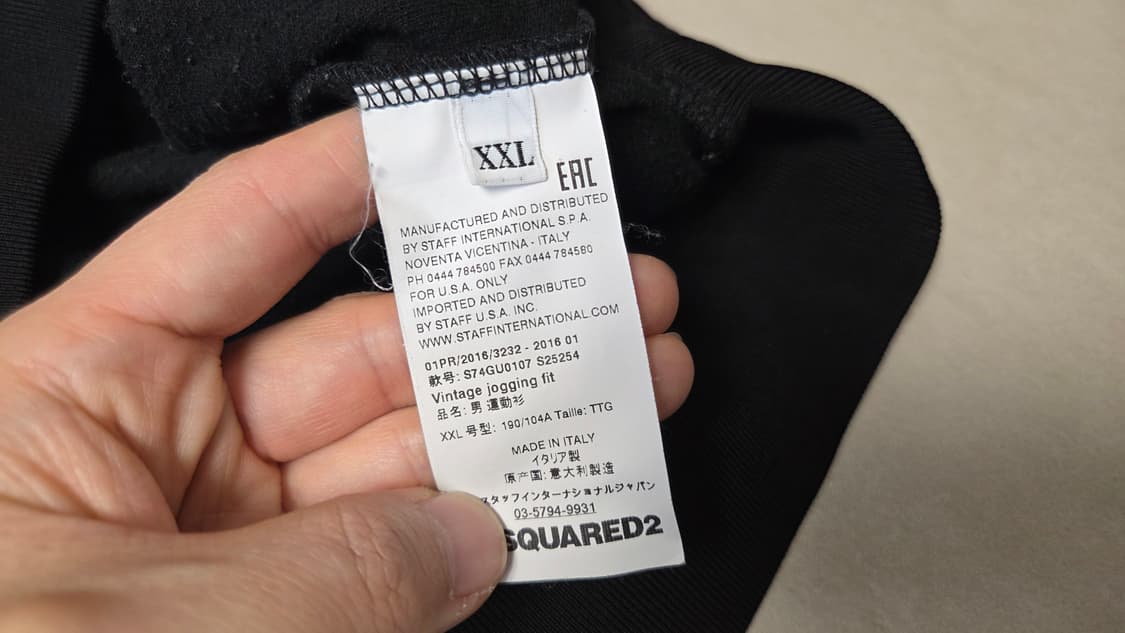 XXL
EAC
MANUFACTURED AND DISTRIBUTED
BY STAFF INTERNATIONAL S.P.A.
NOVENTA VICENTINA - ITALY
PH 0444 784500 FAX 0444 784580
FOR U.S.A. ONLY
IMPORTED AND DISTRIBUTED
BY STAFF U.S.A. INC.
WWW.STAFFINTERNATIONAL.COM
01PR/2016/3232 - 2016 01
款号: S74GU0107 S25254
Vintage jogging fit
品名: 男 運動衫
XXL 号型: 190/104A Taille: TTG
MADE IN ITALY
イタリア製
原产国: 意大利製造
スタッフインターナショナルジャパン
03-5794-9931
SQUARED2